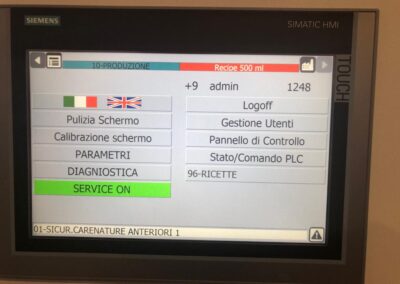 SIEMENS
SIMATIC HMI
TOUCH
10-PRODUZIONE
Recipe 500 ml
+9 admin 1248
Logoff
Pulizia Schermo
Gestione Utenti
Calibrazione schermo
Pannello di Controllo
PARAMETRI
Stato/Comando PLC
DIAGNOSTICA
96-RICETTE
SERVICE ON
01-SICUR.CARENATURE ANTERIORI 1